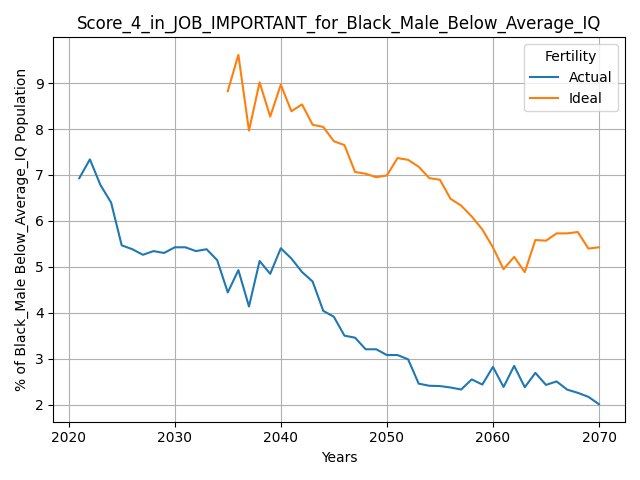 Score_4_in_JOB_IMPORTANT_for_Black_Male_Below_Average_IQ
% of Black_Male Below_Average_IQ Population
9
8
7
6
5
4
3
2
Fertility
Actual
Ideal
2020 2030 2040 2050 2060 2070
Years